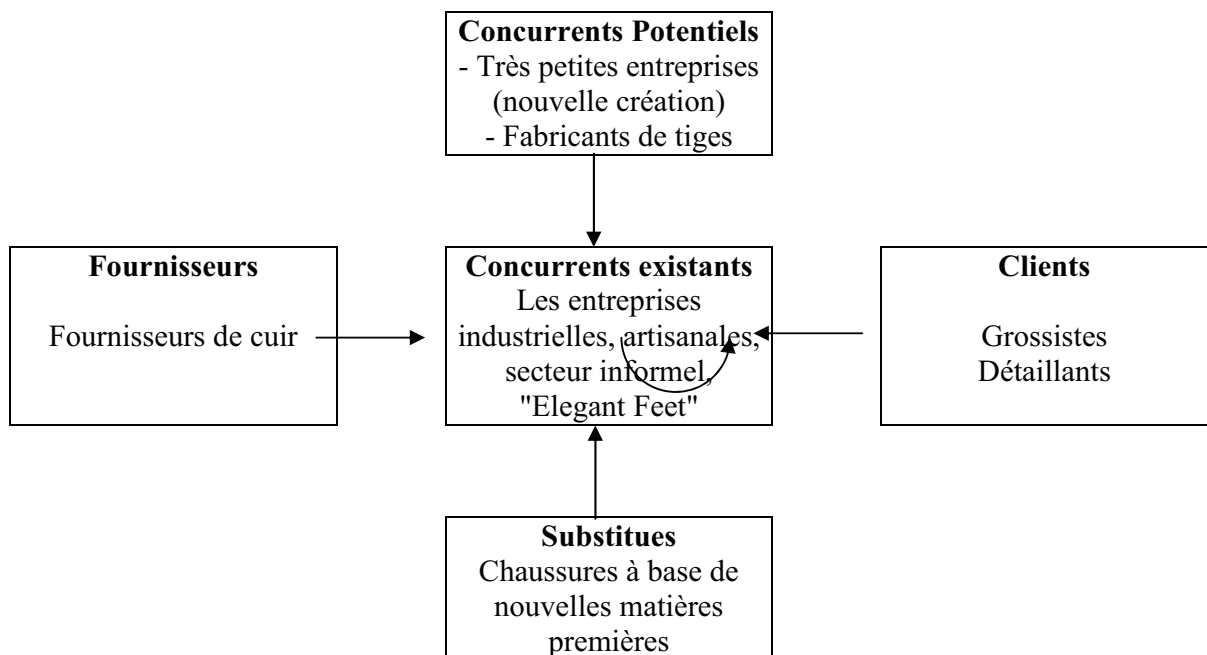 Concurrents Potentiels
- Très petites entreprises
(nouvelle création)
- Fabricants de tiges
Fournisseurs
Fournisseurs de cuir
Concurrents existants
Les entreprises
industrielles, artisanales,
secteur informel,
"Elegant Feet"
Clients
Grossistes
Détaillants
Substitues
Chaussures à base de
nouvelles matières
premières